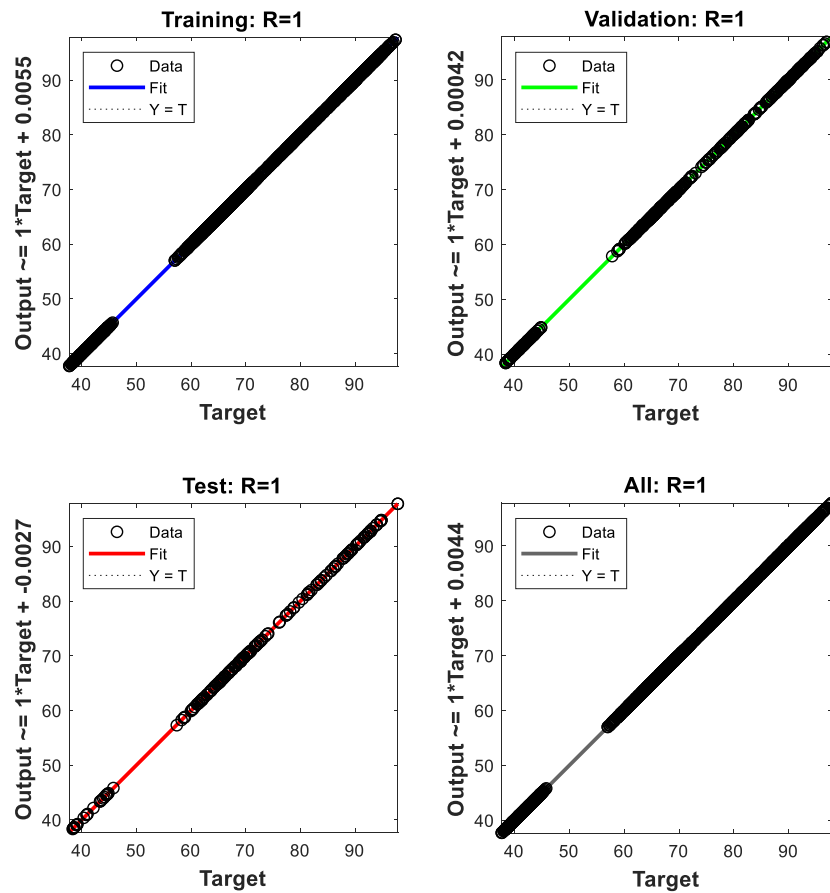 Training: R=1
Output ~= 1*Target + 0.0055
Data
Fit
Y = T
90
80
70
60
50
40
40 50 60 70 80 90
Target
Validation: R=1
Output ~= 1*Target + 0.00042
Data
Fit
Y = T
90
80
70
60
50
40
40 50 60 70 80 90
Target
Test: R=1
Output ~= 1*Target + -0.0027
Data
Fit
Y = T
90
80
70
60
50
40
40 50 60 70 80 90
Target
All: R=1
Output ~= 1*Target + 0.0044
Data
Fit
Y = T
90
80
70
60
50
40
40 50 60 70 80 90
Target